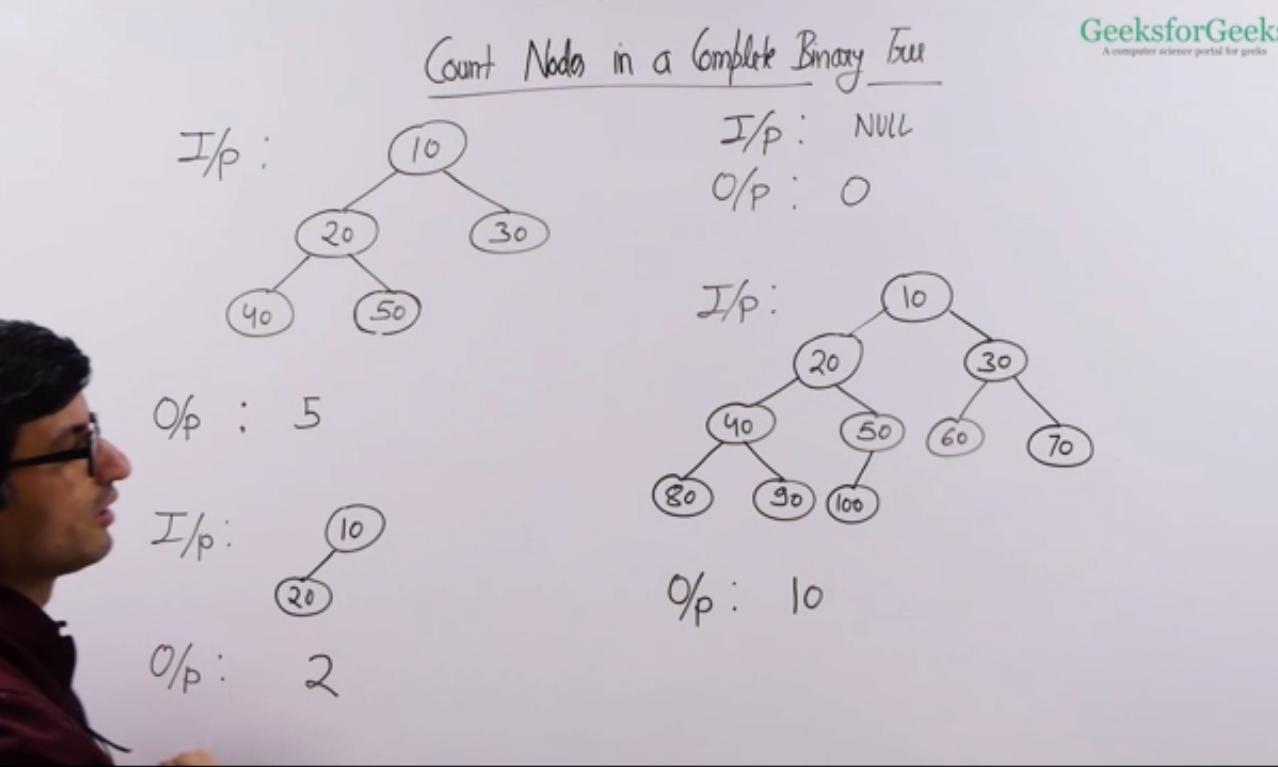 GeeksforGeeks
A computer science portal for geeks
Count Nodes in a Complete Binary Tree
I/p :
10
20 30
40 50
O/p : 5
I/p :
10
20
O/p : 2
I/p : NULL
O/p : 0
I/p :
10
20 30
40 50 60 70
80 90 100
O/p : 10